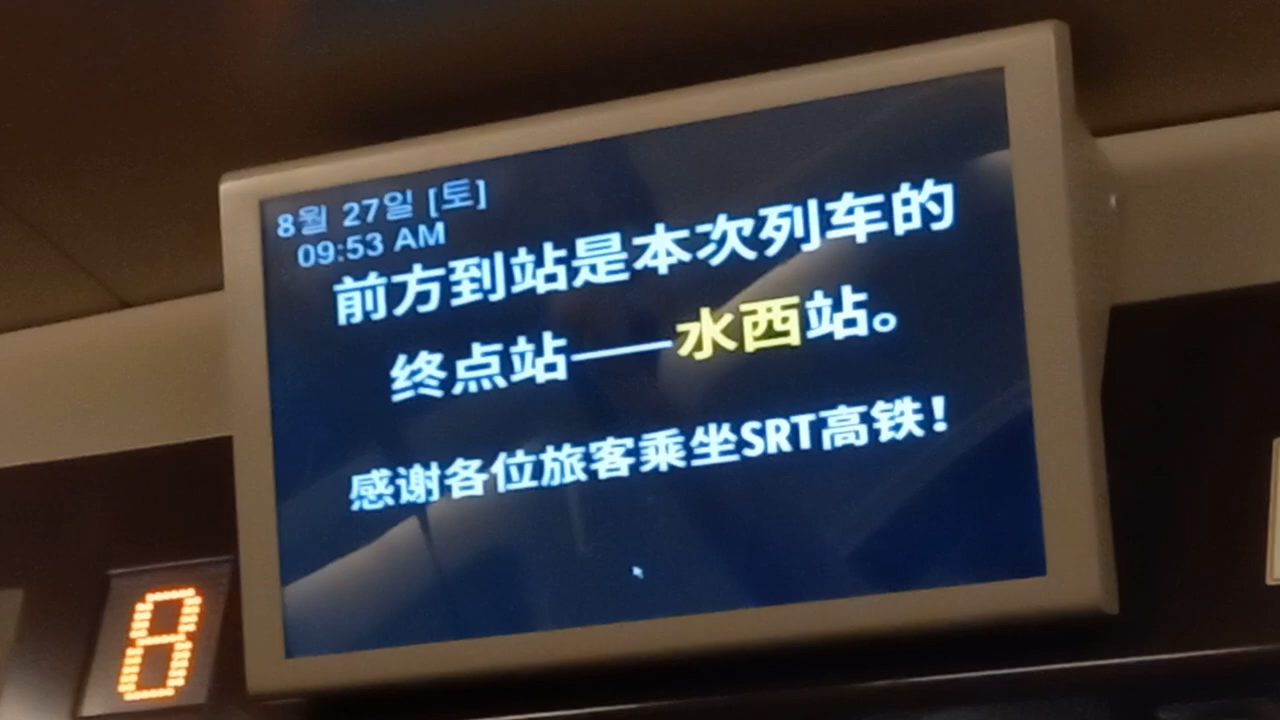 8월 27일 [토]
09:53 AM
前方到站是本次列车的
终点站——水西站。
感谢各位旅客乘坐SRT高铁！
8